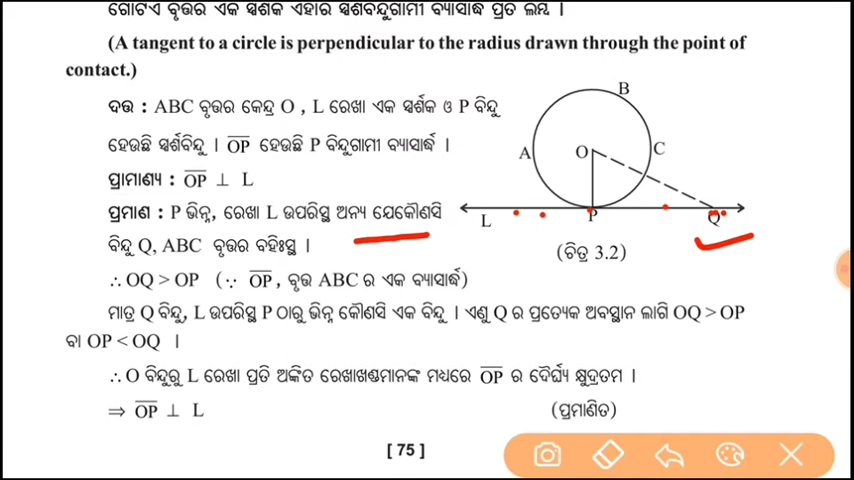 ଗୋଟିଏ ବୃତ୍ତର ଏକ ସ୍ପର୍ଶକ ଏହାର ସ୍ପର୍ଶବିନ୍ଦୁଗାମୀ ବ୍ୟାସାର୍ଦ୍ଧ ପ୍ରତି ଲମ୍ବ ।
(A tangent to a circle is perpendicular to the radius drawn through the point of
contact.)
ଦତ୍ତ : ABC ବୃତ୍ତର କେନ୍ଦ୍ର O , L ରେଖା ଏକ ସ୍ପର୍ଶକ ଓ P ବିନ୍ଦୁ
ହେଉଛି ସ୍ପର୍ଶବିନ୍ଦୁ । OP ହେଉଛି P ବିନ୍ଦୁଗାମୀ ବ୍ୟାସାର୍ଦ୍ଧ ।
ପ୍ରାମାଣ୍ୟ : OP ⊥ L
ପ୍ରମାଣ : P ଭିନ୍ନ, ରେଖା L ଉପରିସ୍ଥ ଅନ୍ୟ ଯେକୌଣସି
ବିନ୍ଦୁ Q, ABC ବୃତ୍ତର ବହିଃସ୍ଥ ।
B
A
O
C
L
P
Q
(ଚିତ୍ର 3.2)
∴ OQ > OP (∵ OP, ବୃତ୍ତ ABC ର ଏକ ବ୍ୟାସାର୍ଦ୍ଧ)
ମାତ୍ର Q ବିନ୍ଦୁ, L ଉପରିସ୍ଥ P ଠାରୁ ଭିନ୍ନ କୌଣସି ଏକ ବିନ୍ଦୁ । ଏଣୁ Q ର ପ୍ରତ୍ୟେକ ଅବସ୍ଥାନ ଲାଗି OQ > OP
ବା OP < OQ ।
∴ O ବିନ୍ଦୁରୁ L ରେଖା ପ୍ରତି ଅଙ୍କିତ ରେଖାଖଣ୍ଡମାନଙ୍କ ମଧ୍ୟରେ OP ର ଦୈର୍ଘ୍ୟ କ୍ଷୁଦ୍ରତମ ।
⇒ OP ⊥ L (ପ୍ରମାଣିତ)
[ 75 ]